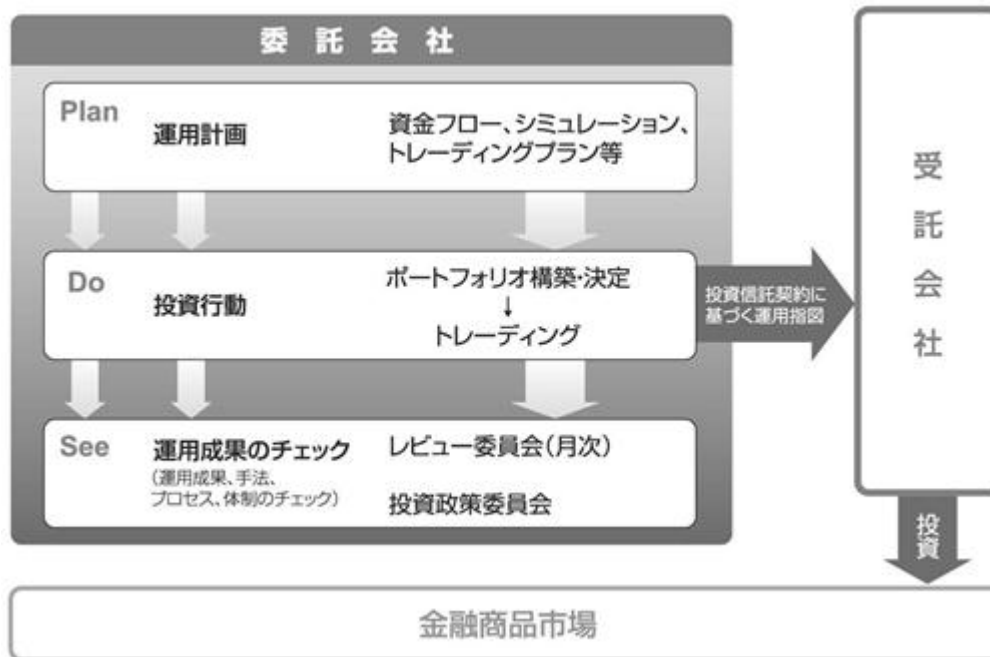 委託会社
Plan
運用計画
資金フロー、シミュレーション、
トレーディングプラン等
Do
投資行動
ポートフォリオ構築・決定
↓
トレーディング
投資信託契約に
基づく運用指図
See
運用成果のチェック
(運用成果、手法、
プロセス、体制のチェック)
レビュー委員会(月次)
投資政策委員会
受託会社
投資
金融商品市場